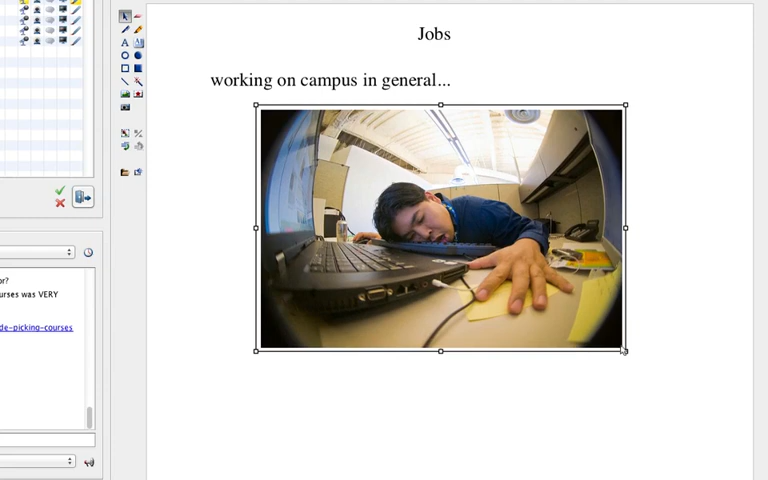 Jobs
working on campus in general...
or?
urses was VERY
de-picking-courses
A